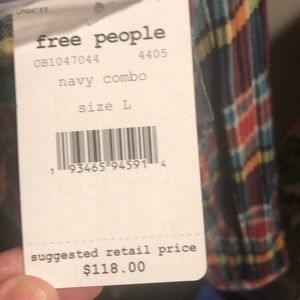 free people
OB1047044 4405
navy combo
size L
1 93465 94591 4
suggested retail price
$118.00